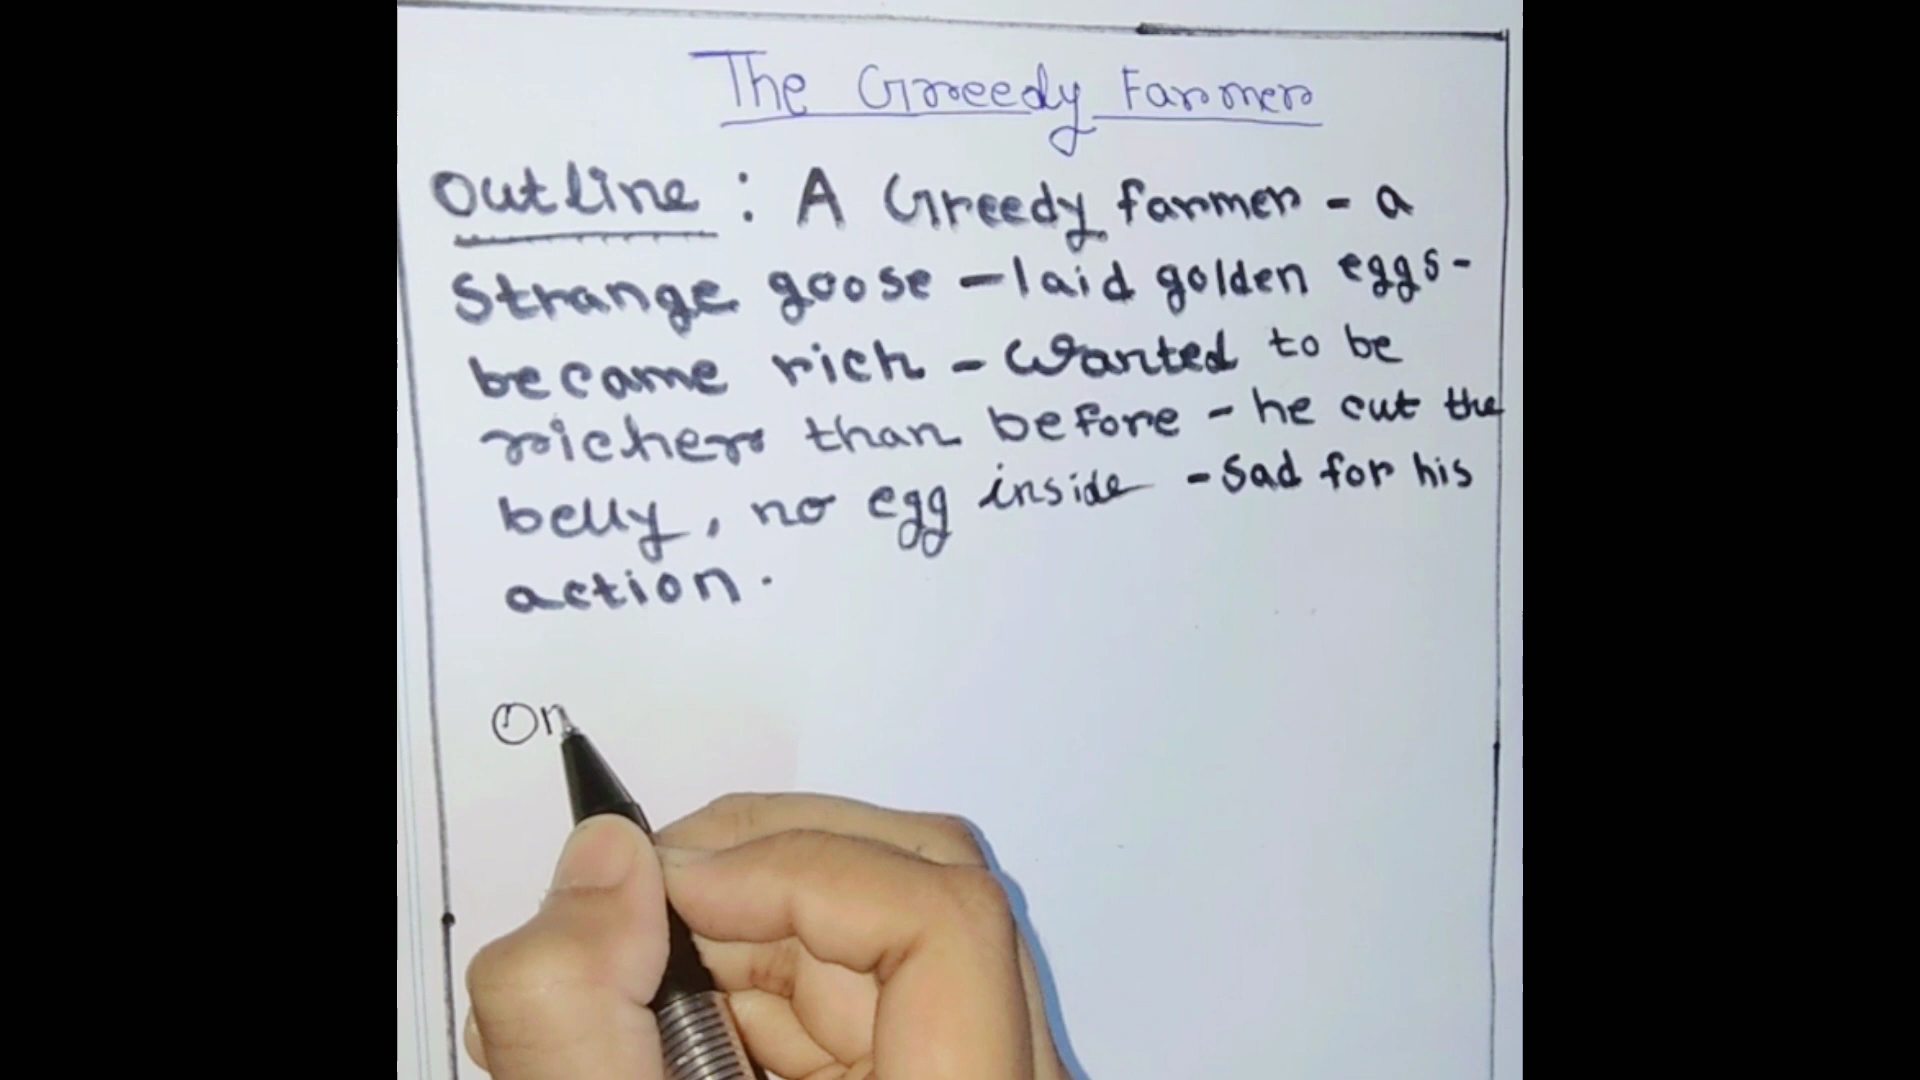 The Greedy Farmer
Outline : A Greedy farmer - a
Strange goose - laid golden eggs -
became rich - Wanted to be
richer than before - he cut the
belly, no egg inside - Sad for his
action.
On